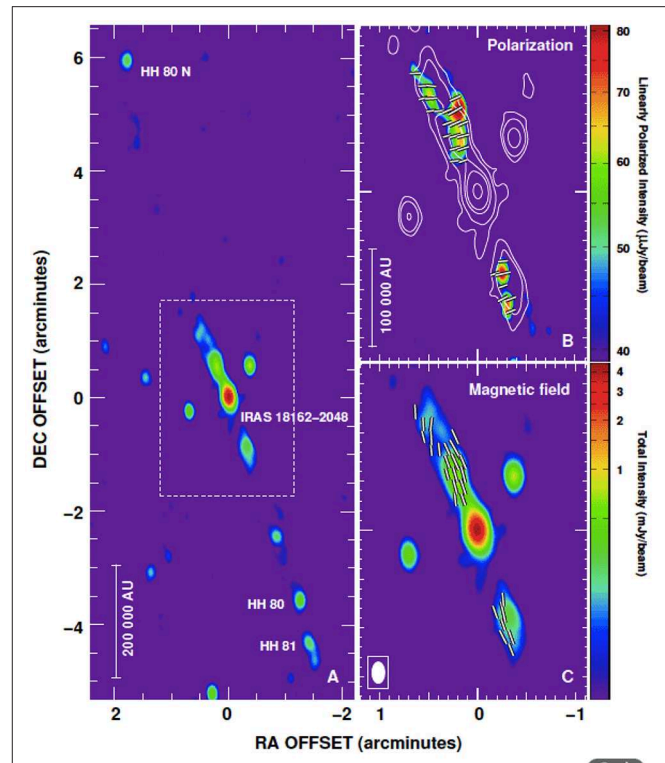 6
4
2
0
−2
−4
2
0
−2
DEC OFFSET (arcminutes)
RA OFFSET (arcminutes)
HH 80 N
IRAS 18162−2048
HH 80
HH 81
200 000 AU
A
Polarization
100 000 AU
B
80
70
60
50
40
Linearly Polarized Intensity (μJy/beam)
Magnetic field
C
1
0
−1
4
3
2
1
Total Intensity (mJy/beam)